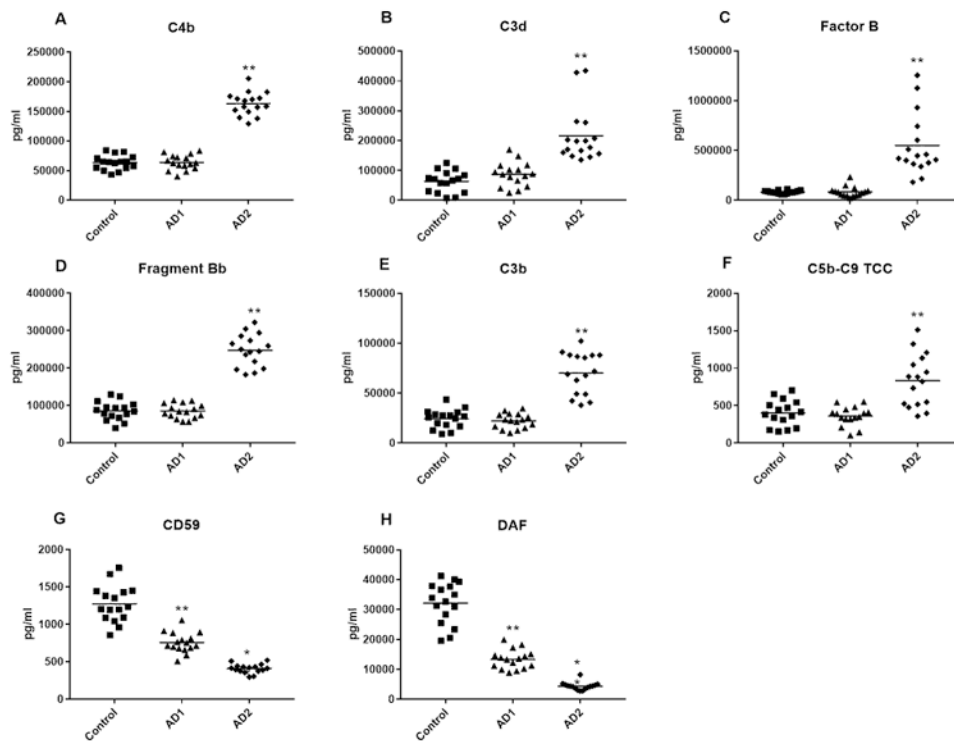 A
C4b
250000
200000
150000
100000
50000
0
pg/ml
**
Control
AD1
AD2
B
C3d
500000
400000
300000
200000
100000
0
pg/ml
**
Control
AD1
AD2
C
Factor B
1500000
1000000
500000
0
pg/ml
**
Control
AD1
AD2
D
Fragment Bb
400000
300000
200000
100000
0
pg/ml
**
Control
AD1
AD2
E
C3b
150000
100000
50000
0
pg/ml
**
Control
AD1
AD2
F
C5b-C9 TCC
2000
1500
1000
500
0
pg/ml
**
Control
AD1
AD2
G
CD59
2000
1500
1000
500
0
pg/ml
**
*
Control
AD1
AD2
H
DAF
50000
40000
30000
20000
10000
0
pg/ml
**
*
*
Control
AD1
AD2